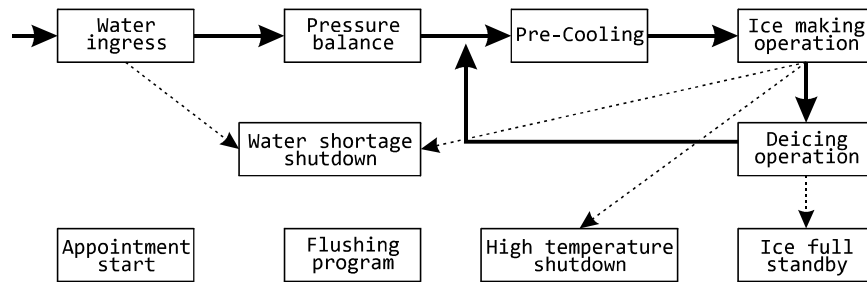 Water
ingress
Pressure
balance
Pre-Cooling
Ice making
operation
Water shortage
shutdown
Deicing
operation
Appointment
start
Flushing
program
High temperature
shutdown
Ice full
standby